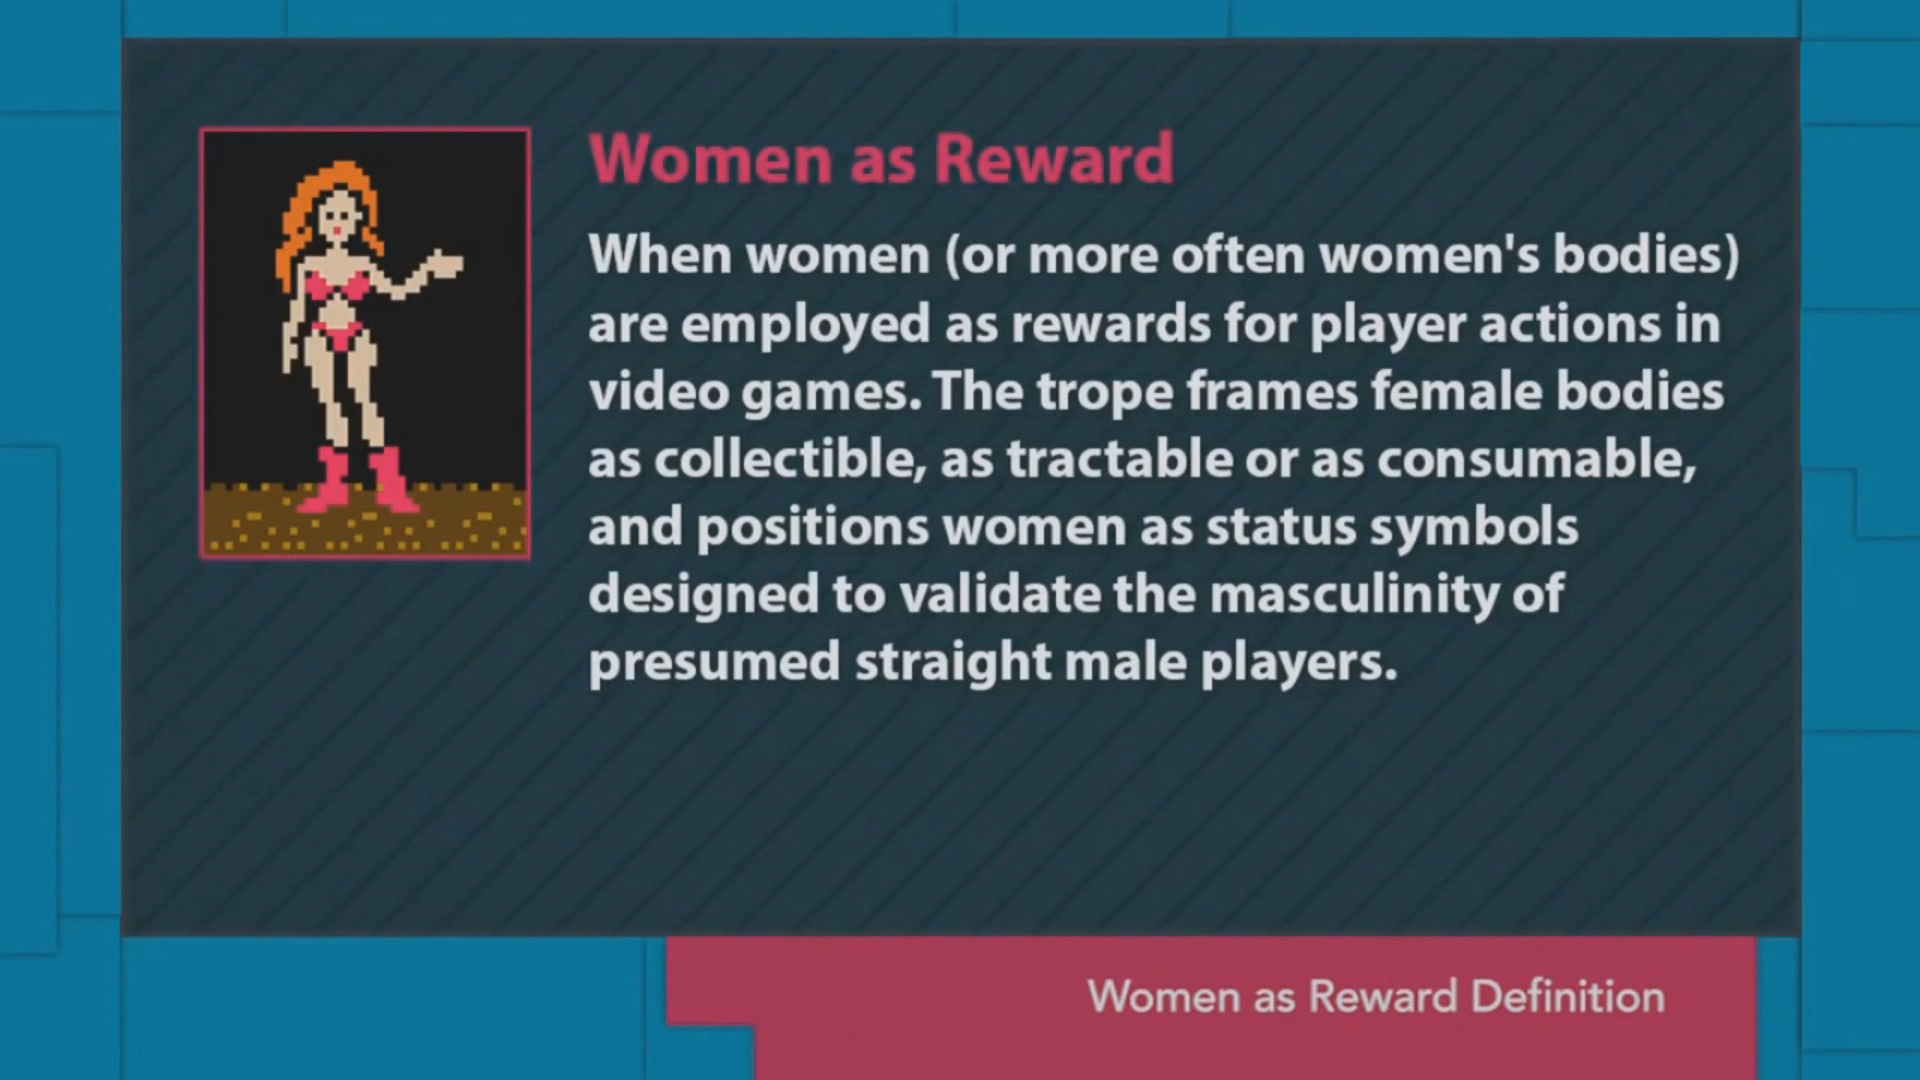 Women as Reward
When women (or more often women's bodies)
are employed as rewards for player actions in
video games. The trope frames female bodies
as collectible, as tractable or as consumable,
and positions women as status symbols
designed to validate the masculinity of
presumed straight male players.
Women as Reward Definition